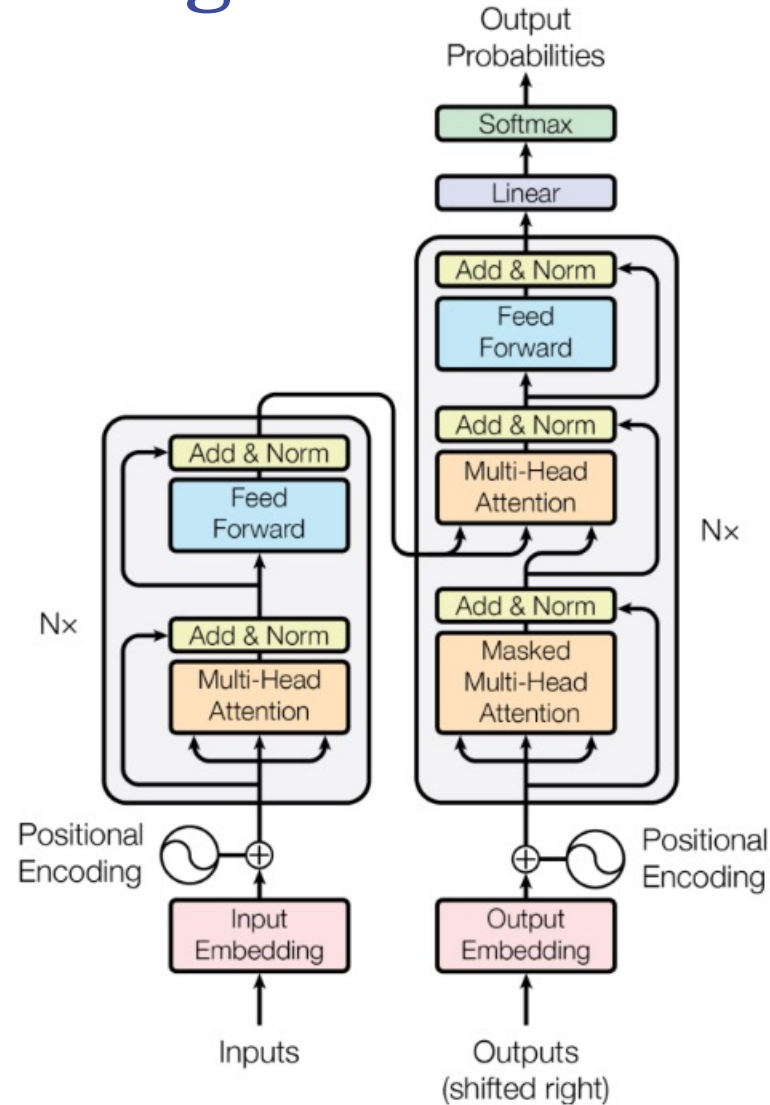 Output
Probabilities
Softmax
Linear
Add & Norm
Feed
Forward
Add & Norm
Multi-Head
Attention
Add & Norm
Masked
Multi-Head
Attention
Nx
Positional
Encoding
Output
Embedding
Outputs
(shifted right)
Add & Norm
Feed
Forward
Add & Norm
Multi-Head
Attention
Nx
Positional
Encoding
Input
Embedding
Inputs